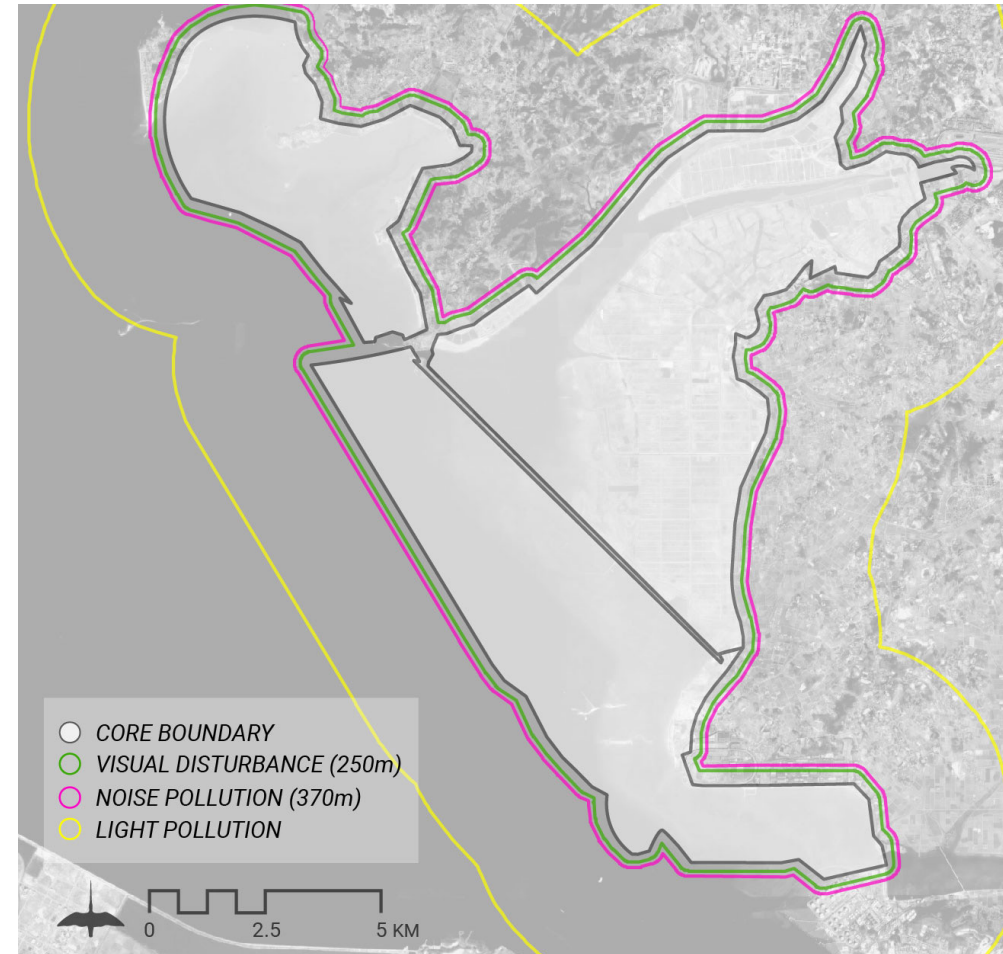 CORE BOUNDARY
VISUAL DISTURBANCE (250m)
NOISE POLLUTION (370m)
LIGHT POLLUTION
0 2.5 5 KM